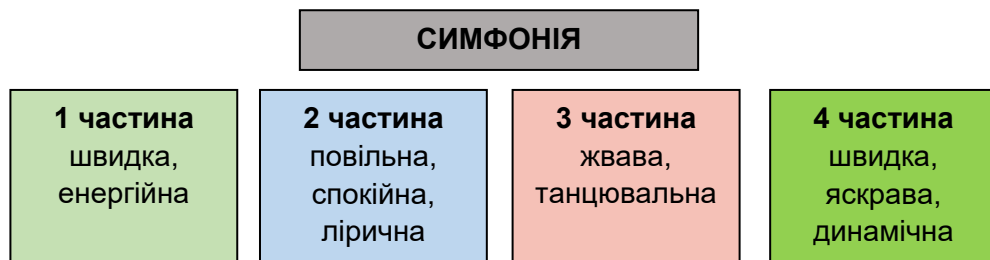 СИМФОНІЯ
1 частина
швидка,
енергійна
2 частина
повільна,
спокійна,
лірична
3 частина
жвава,
танцювальна
4 частина
швидка,
яскрава,
динамічна